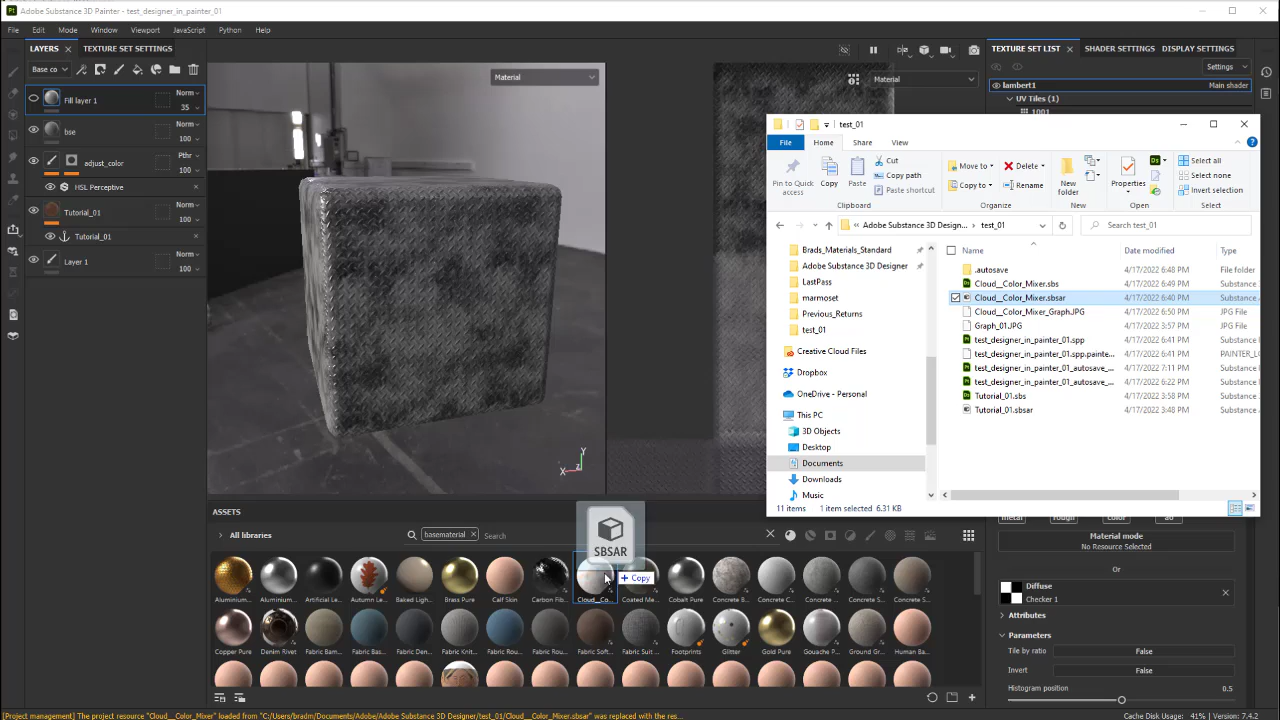 Adobe Substance 3D Painter - test_designer_in_painter_01
File Edit Mode Window Viewport JavaScript Python Help
LAYERS × TEXTURE SET SETTINGS
Base co
Fill layer 1 Norm 35
bse Norm 100
adjust_color Pthr 100
HSL Perceptive ×
Tutorial_01 Norm 100
Tutorial_01 ×
Layer 1 Norm 100
Material
Material
X Y Z
TEXTURE SET LIST × SHADER SETTINGS DISPLAY SETTINGS
Settings
lambert1 Main shader
UV Tiles (1)
1001
test_01
File Home Share View
Pin to Quick access
Copy
Paste
Cut
Copy path
Paste shortcut
Clipboard
Move to
Copy to
Delete
Rename
Organize
New folder
New
Properties
Open
Select all
Select none
Invert selection
Select
« Adobe Substance 3D Design... > test_01
Search test_01
Brads_Materials_Standard
Adobe Substance 3D Designer
LastPass
marmoset
Previous_Returns
test_01
Creative Cloud Files
Dropbox
OneDrive - Personal
This PC
3D Objects
Desktop
Documents
Downloads
Music
Name Date modified Type
.autosave 4/17/2022 6:48 PM File folder
Cloud__Color_Mixer.sbs 4/17/2022 6:49 PM Substance
Cloud__Color_Mixer.sbsar 4/17/2022 6:40 PM Substance
Cloud__Color_Mixer_Graph.JPG 4/17/2022 6:50 PM JPG File
Graph_01.JPG 4/17/2022 3:57 PM JPG File
test_designer_in_painter_01.spp 4/17/2022 6:41 PM Substance
test_designer_in_painter_01.spp.painte... 4/17/2022 6:41 PM PAINTER_L
test_designer_in_painter_01_autosave_... 4/17/2022 7:11 PM Substance
test_designer_in_painter_01_autosave_... 4/17/2022 6:22 PM Substance
Tutorial_01.sbs 4/17/2022 3:58 PM Substance
Tutorial_01.sbsar 4/17/2022 3:48 PM Substance
11 items 1 item selected 6.31 KB
ASSETS
All libraries
basematerial × Search
SBSAR
+ Copy
Aluminium... Aluminium... Artificial Le... Autumn Le... Baked Ligh... Brass Pure Calf Skin Carbon Fib... Cloud__Co... Coated Me... Cobalt Pure Concrete B... Concrete C... Concrete S... Concrete S... Concrete S...
Copper Pure Denim Rivet Fabric Bam... Fabric Bas... Fabric Den... Fabric Knit... Fabric Rou... Fabric Rou... Fabric Soft... Fabric Suit ... Footprints Glitter Gold Pure Gouache P... Ground Gr... Human Ba...
metal rough color ao
Material mode
No Resource Selected
Or
Diffuse
Checker 1
Attributes
Parameters
Tile by ratio False
Invert False
Histogram position 0.5
[Project management] The project resource "Cloud__Color_Mixer" loaded from "C:/Users/bradm/Documents/Adobe/Adobe Substance 3D Designer/test_01/Cloud__Color_Mixer.sbsar" was replaced with the res...
Cache Disk Usage: 41% | Version: 7.4.2